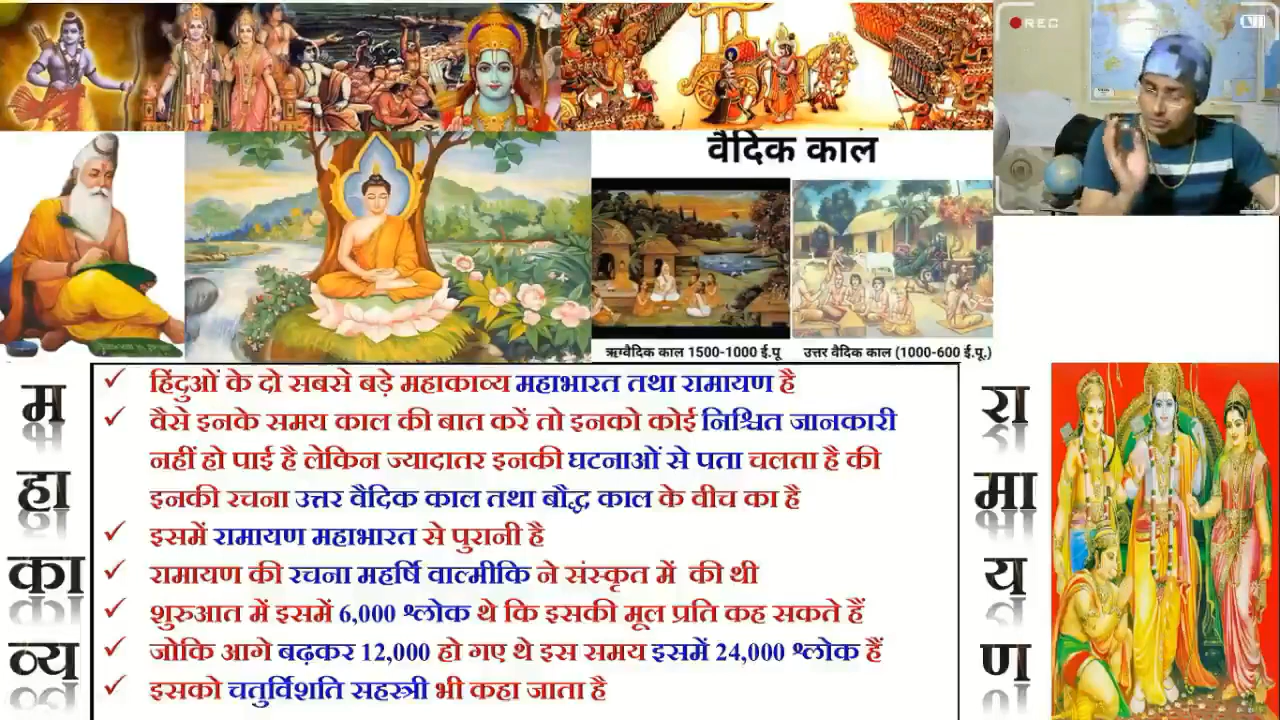 REC
वैदिक काल
ऋग्वैदिक काल 1500-1000 ई.पू
उत्तर वैदिक काल (1000-600 ई.पू.)
म
हा
का
व्य
हिंदुओं के दो सबसे बड़े महाकाव्य महाभारत तथा रामायण है
वैसे इनके समय काल की बात करें तो इनको कोई निश्चित जानकारी
नहीं हो पाई है लेकिन ज्यादातर इनकी घटनाओं से पता चलता है की
इनकी रचना उत्तर वैदिक काल तथा बौद्ध काल के बीच का है
इसमें रामायण महाभारत से पुरानी है
रामायण की रचना महर्षि वाल्मीकि ने संस्कृत में की थी
शुरुआत में इसमें 6,000 श्लोक थे कि इसकी मूल प्रति कह सकते हैं
जोकि आगे बढ़कर 12,000 हो गए थे इस समय इसमें 24,000 श्लोक हैं
इसको चतुर्विशति सहस्त्री भी कहा जाता है
रा
मा
य
ण